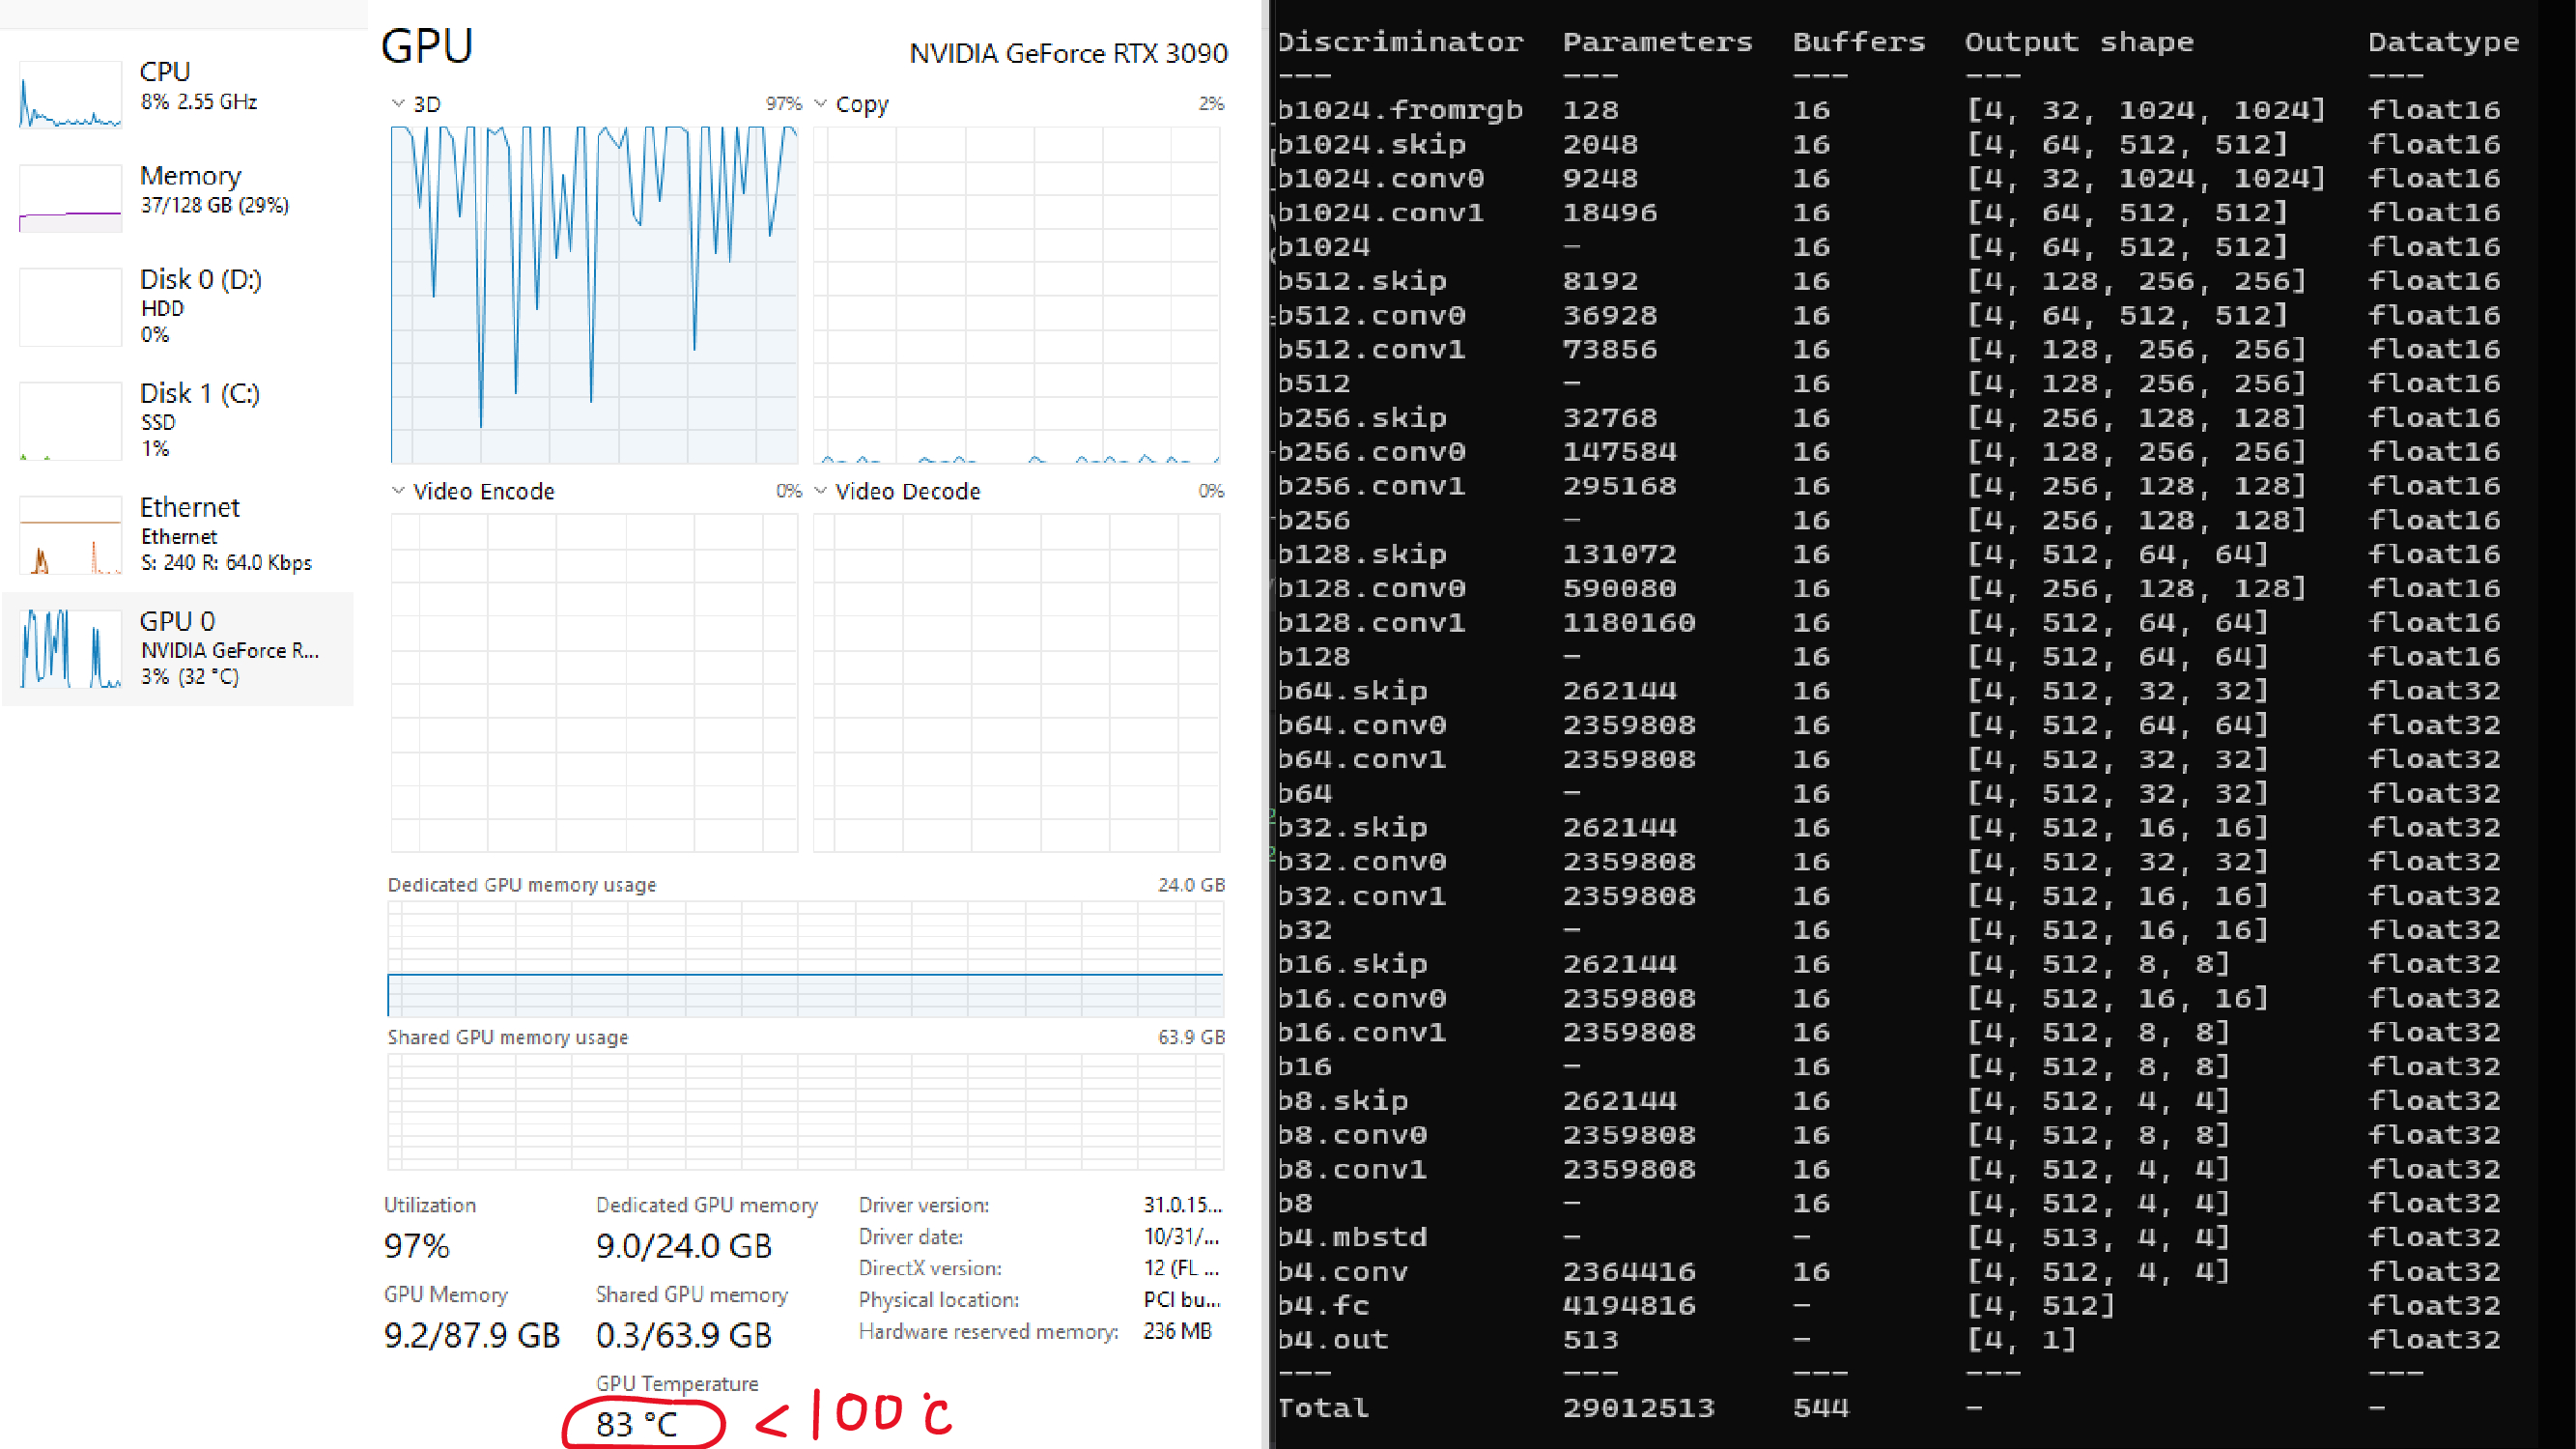 CPU
8% 2.55 GHz
Memory
37/128 GB (29%)
Disk 0 (D:)
HDD
0%
Disk 1 (C:)
SSD
1%
Ethernet
Ethernet
S: 240 R: 64.0 Kbps
GPU 0
NVIDIA GeForce R...
3% (32 °C)
GPU NVIDIA GeForce RTX 3090
3D 97% Copy 2%
Video Encode 0% Video Decode 0%
Dedicated GPU memory usage 24.0 GB
Shared GPU memory usage 63.9 GB
Utilization
97%
GPU Memory
9.2/87.9 GB
Dedicated GPU memory
9.0/24.0 GB
Shared GPU memory
0.3/63.9 GB
GPU Temperature
83 °C < 100°C
Driver version: 31.0.15...
Driver date: 10/31/...
DirectX version: 12 (FL ...
Physical location: PCI bu...
Hardware reserved memory: 236 MB
Discriminator Parameters Buffers Output shape Datatype
--- --- --- --- ---
b1024.fromrgb 128 16 [4, 32, 1024, 1024] float16
b1024.skip 2048 16 [4, 64, 512, 512] float16
b1024.conv0 9248 16 [4, 32, 1024, 1024] float16
b1024.conv1 18496 16 [4, 64, 512, 512] float16
b1024 - 16 [4, 64, 512, 512] float16
b512.skip 8192 16 [4, 128, 256, 256] float16
b512.conv0 36928 16 [4, 64, 512, 512] float16
b512.conv1 73856 16 [4, 128, 256, 256] float16
b512 - 16 [4, 128, 256, 256] float16
b256.skip 32768 16 [4, 256, 128, 128] float16
b256.conv0 147584 16 [4, 128, 256, 256] float16
b256.conv1 295168 16 [4, 256, 128, 128] float16
b256 - 16 [4, 256, 128, 128] float16
b128.skip 131072 16 [4, 512, 64, 64] float16
b128.conv0 590080 16 [4, 256, 128, 128] float16
b128.conv1 1180160 16 [4, 512, 64, 64] float16
b128 - 16 [4, 512, 64, 64] float16
b64.skip 262144 16 [4, 512, 32, 32] float32
b64.conv0 2359808 16 [4, 512, 64, 64] float32
b64.conv1 2359808 16 [4, 512, 32, 32] float32
b64 - 16 [4, 512, 32, 32] float32
b32.skip 262144 16 [4, 512, 16, 16] float32
b32.conv0 2359808 16 [4, 512, 32, 32] float32
b32.conv1 2359808 16 [4, 512, 16, 16] float32
b32 - 16 [4, 512, 16, 16] float32
b16.skip 262144 16 [4, 512, 8, 8] float32
b16.conv0 2359808 16 [4, 512, 16, 16] float32
b16.conv1 2359808 16 [4, 512, 8, 8] float32
b16 - 16 [4, 512, 8, 8] float32
b8.skip 262144 16 [4, 512, 4, 4] float32
b8.conv0 2359808 16 [4, 512, 8, 8] float32
b8.conv1 2359808 16 [4, 512, 4, 4] float32
b8 - 16 [4, 512, 4, 4] float32
b4.mbstd - - [4, 513, 4, 4] float32
b4.conv 2364416 16 [4, 512, 4, 4] float32
b4.fc 4194816 - [4, 512] float32
b4.out 513 - [4, 1] float32
--- --- --- --- ---
Total 29012513 544 - -